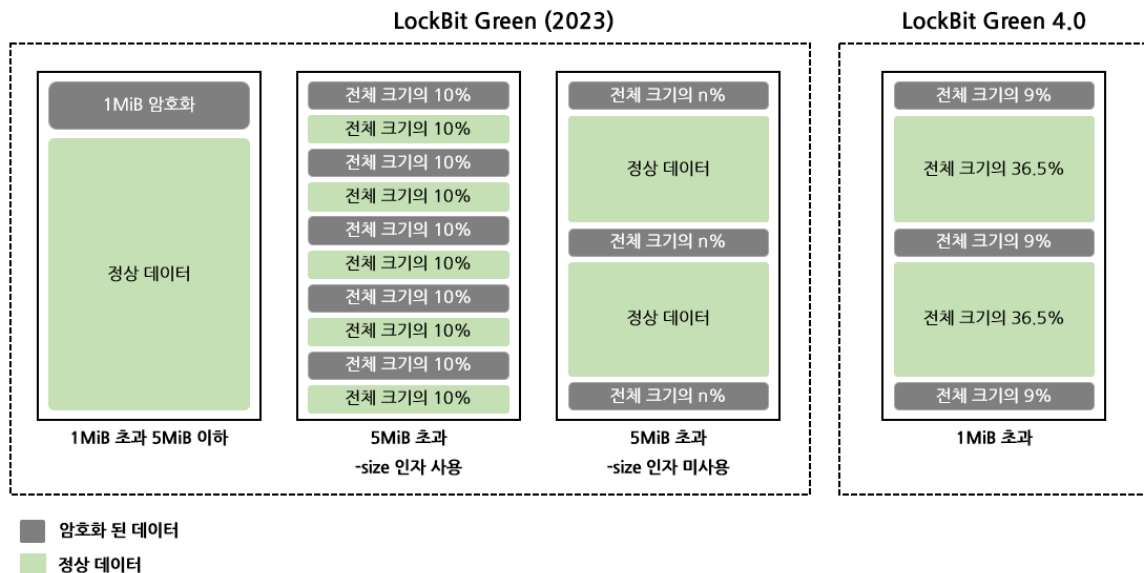 LockBit Green (2023)
1MiB 암호화
정상 데이터
1MiB 초과 5MiB 이하
전체 크기의 10%
전체 크기의 10%
전체 크기의 10%
전체 크기의 10%
전체 크기의 10%
전체 크기의 10%
전체 크기의 10%
전체 크기의 10%
전체 크기의 10%
전체 크기의 10%
5MiB 초과
-size 인자 사용
전체 크기의 n%
정상 데이터
전체 크기의 n%
정상 데이터
전체 크기의 n%
5MiB 초과
-size 인자 미사용
LockBit Green 4.0
전체 크기의 9%
전체 크기의 36.5%
전체 크기의 9%
전체 크기의 36.5%
전체 크기의 9%
1MiB 초과
암호화 된 데이터
정상 데이터